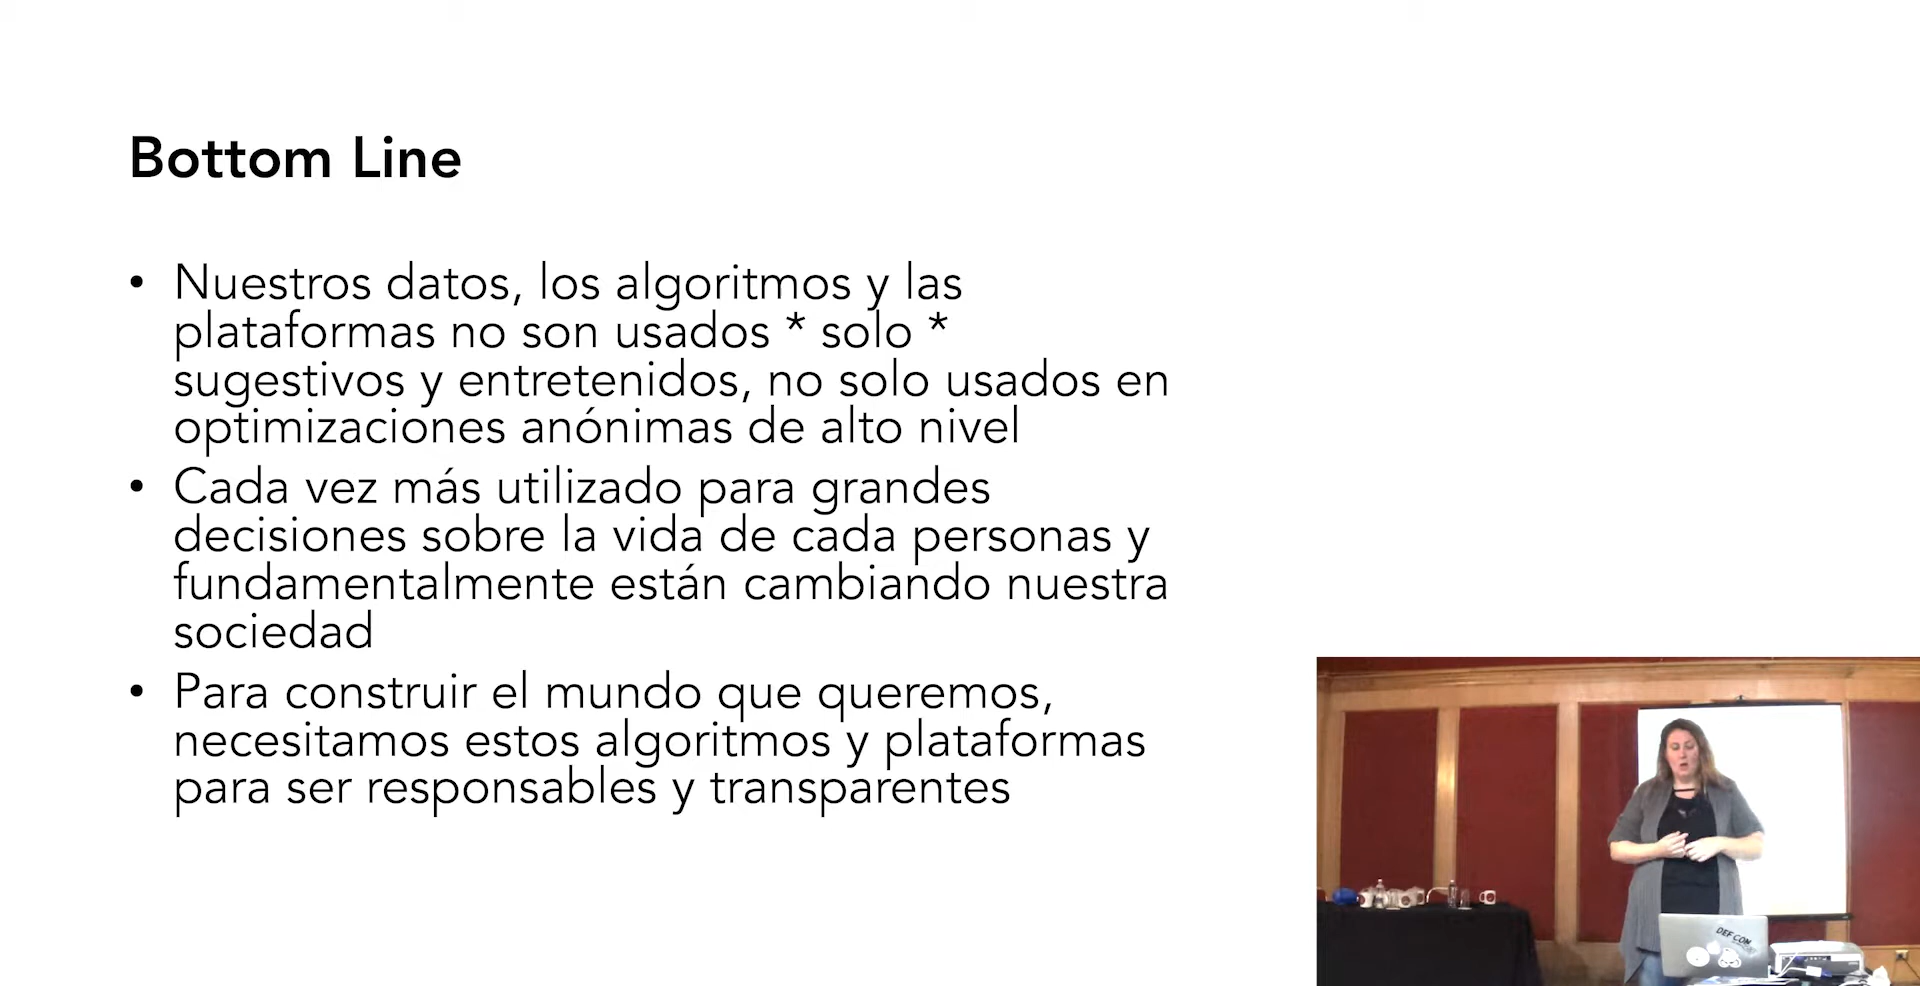 Bottom Line
• Nuestros datos, los algoritmos y las
plataformas no son usados * solo *
sugestivos y entretenidos, no solo usados en
optimizaciones anónimas de alto nivel
• Cada vez más utilizado para grandes
decisiones sobre la vida de cada personas y
fundamentalmente están cambiando nuestra
sociedad
• Para construir el mundo que queremos,
necesitamos estos algoritmos y plataformas
para ser responsables y transparentes
DEF CON